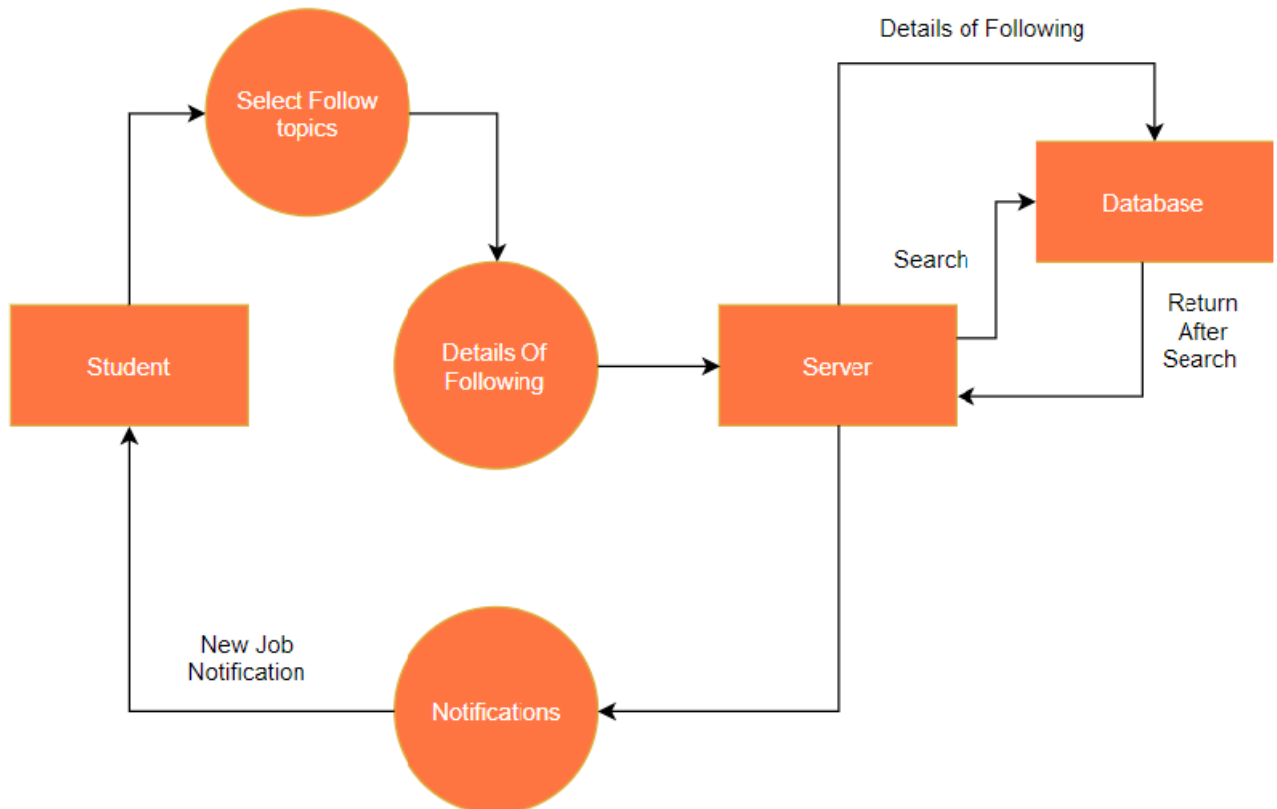 Details of Following
Select Follow
topics
Database
Search
Return
After
Search
Student
Details Of
Following
Server
New Job
Notification
Notifications